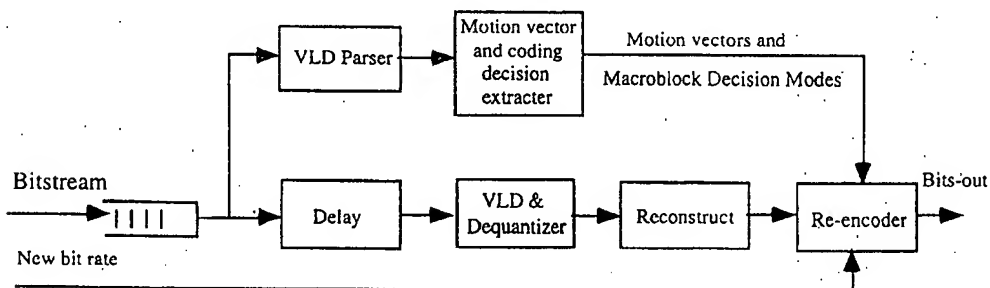 VLD Parser
Motion vector
and coding
decision
extracter
Motion vectors and
Macroblock Decision Modes
Bitstream
Delay
VLD &
Dequantizer
Reconstruct
Re-encoder
Bits-out
New bit rate